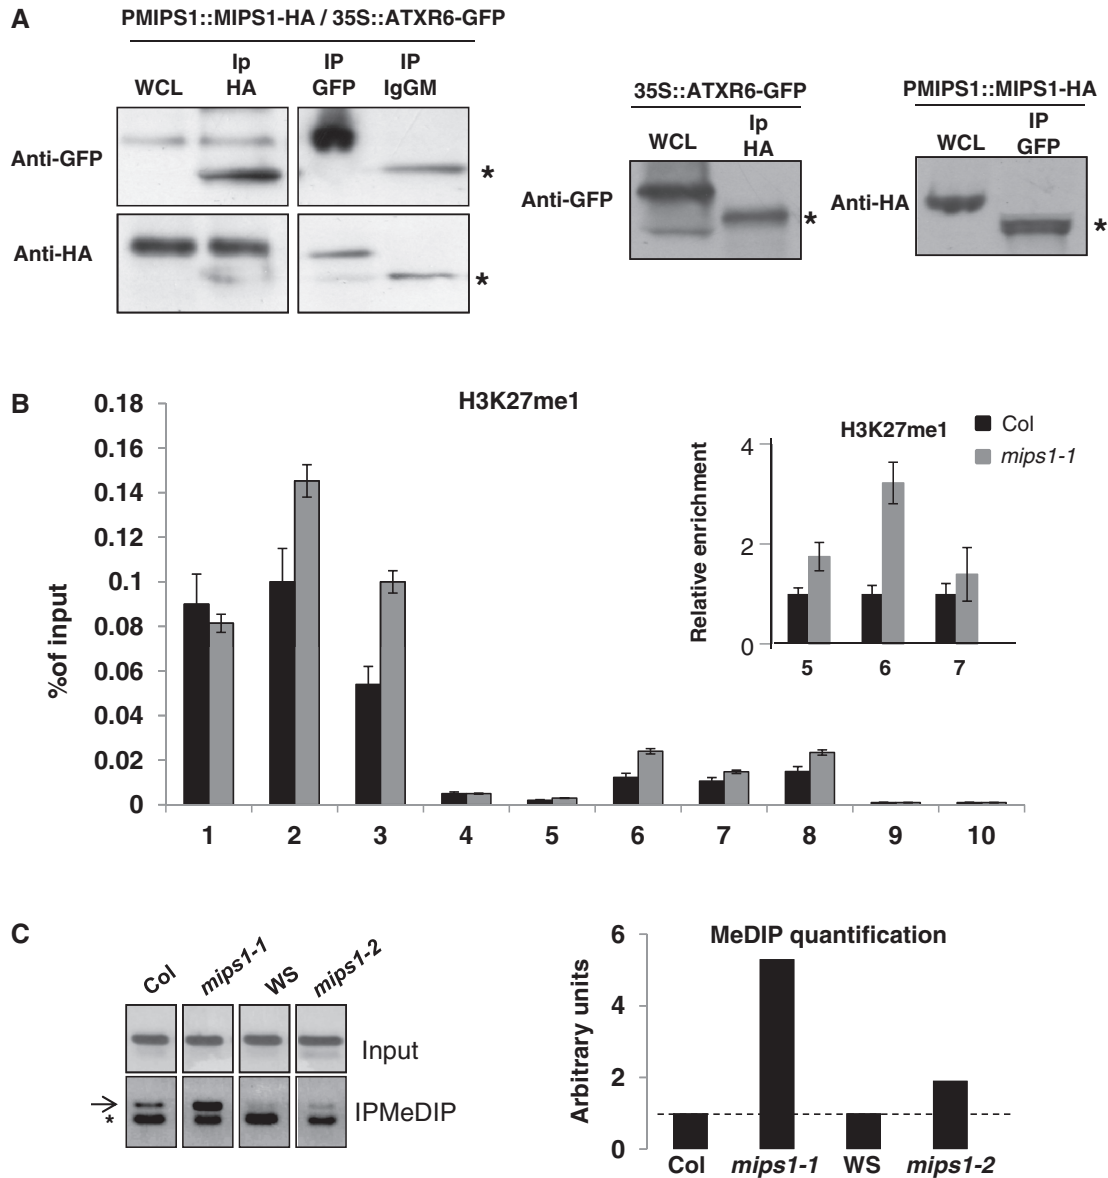 A
PMIPS1::MIPS1-HA / 35S::ATXR6-GFP
WCL
Ip HA
IP GFP
IP IgGM
Anti-GFP
*
Anti-HA
*
35S::ATXR6-GFP
WCL
Ip HA
Anti-GFP
*
PMIPS1::MIPS1-HA
WCL
IP GFP
Anti-HA
*
B
H3K27me1
%of input
0.18
0.16
0.14
0.12
0.1
0.08
0.06
0.04
0.02
0
1 2 3 4 5 6 7 8 9 10
H3K27me1
Col
mips1-1
Relative enrichment
4
2
0
5 6 7
C
Col
mips1-1
WS
mips1-2
Input
*
IPMeDIP
MeDIP quantification
Arbitrary units
6
4
2
0
Col mips1-1 WS mips1-2